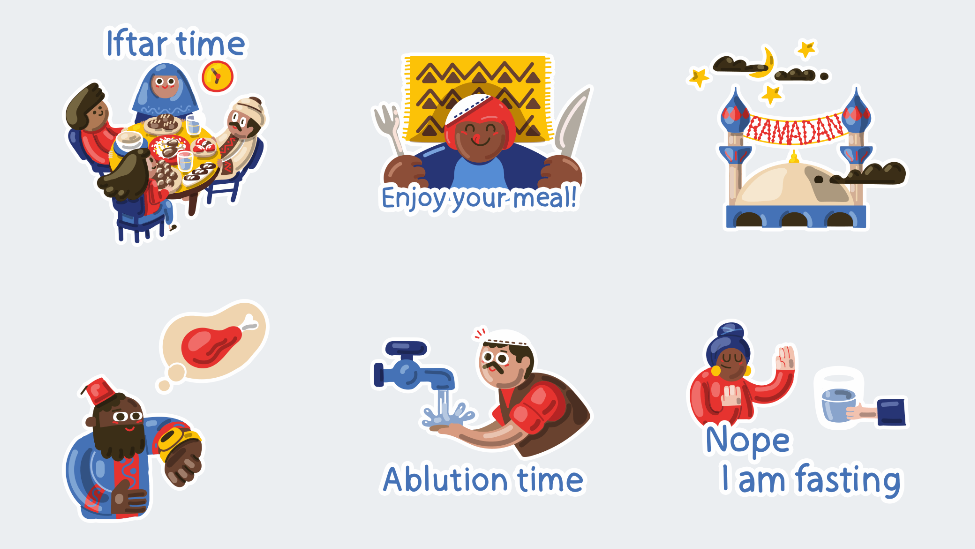 Iftar time
Enjoy your meal!
RAMADAN
Ablution time
Nope
I am fasting